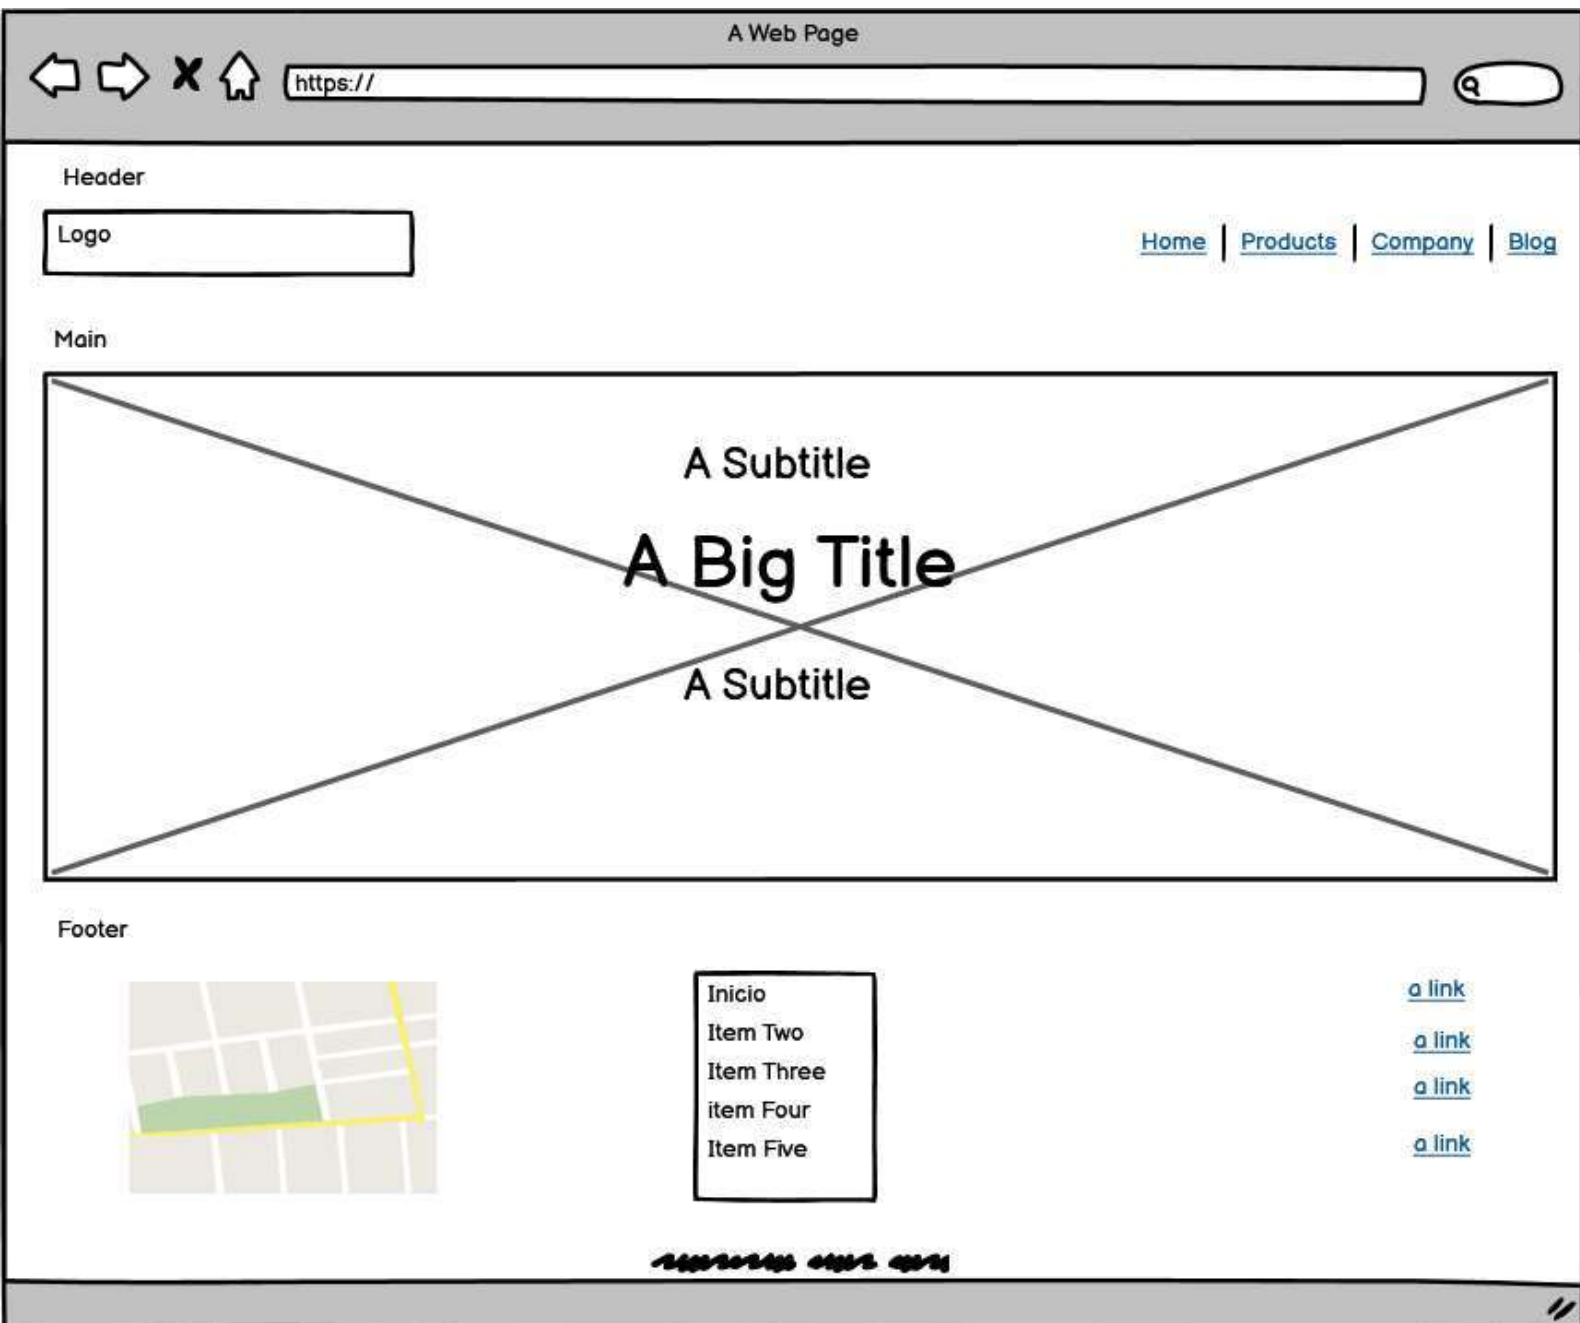 A Web Page
https://
Header
Logo
Home | Products | Company | Blog
Main
A Subtitle
A Big Title
A Subtitle
Footer
Inicio
Item Two
Item Three
item Four
Item Five
a link
a link
a link
a link